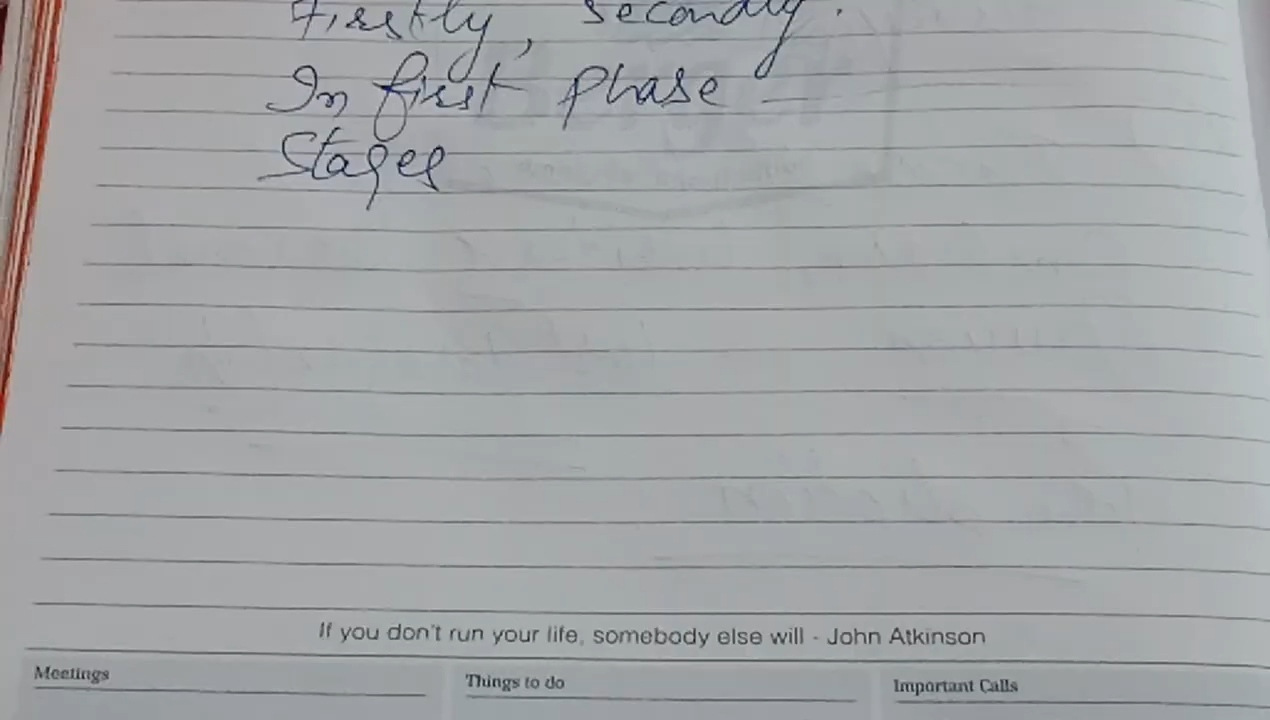 Firstly, Secondly.
In first Phase —
Stages
If you don't run your life, somebody else will - John Atkinson
Meetings
Things to do
Important Calls